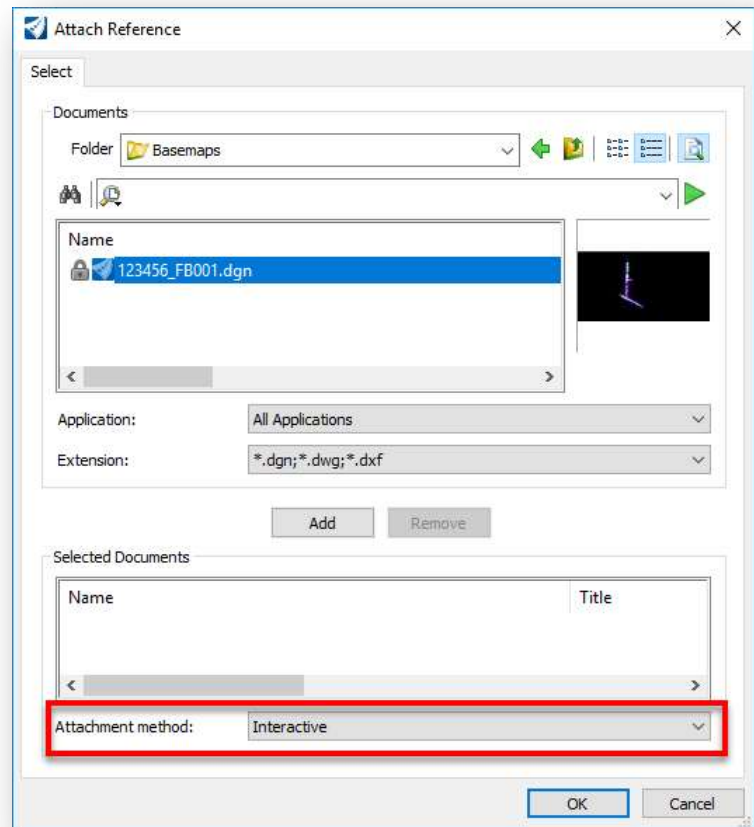 Attach Reference
Select
Documents
Folder Basemaps
Name
123456_FB001.dgn
Application: All Applications
Extension: *.dgn;*.dwg;*.dxf
Add Remove
Selected Documents
Name Title
Attachment method: Interactive
OK Cancel